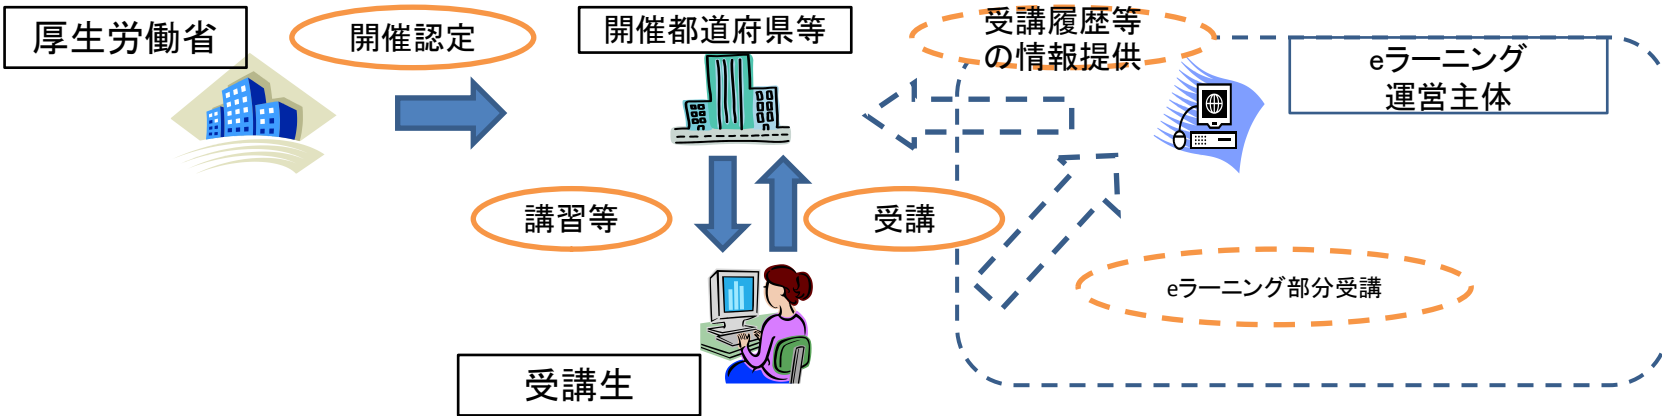 厚生労働省
開催認定
開催都道府県等
受講履歴等
の情報提供
eラーニング
運営主体
講習等
受講
eラーニング部分受講
受講生